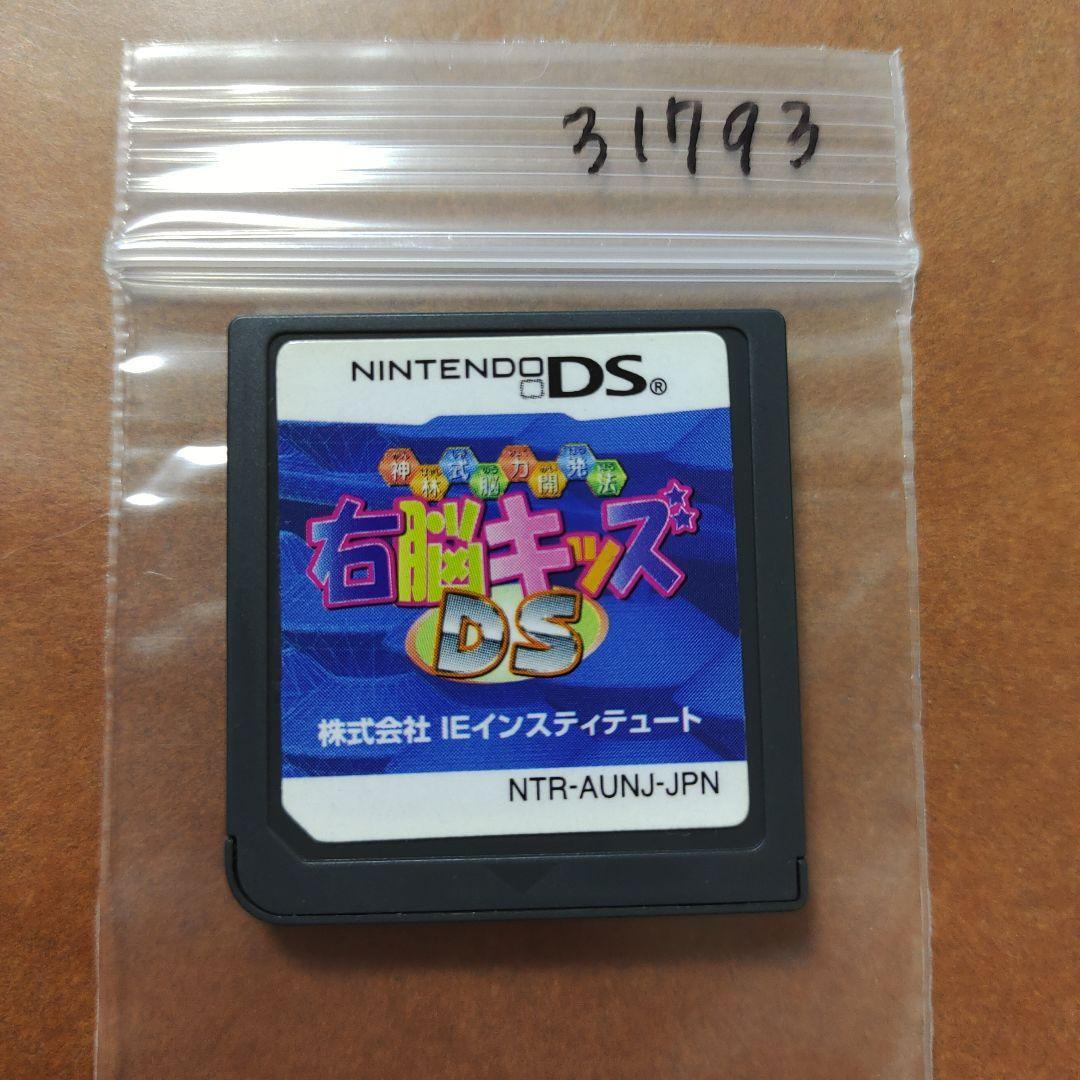 31793
NINTENDO DS®
神林式脳力開発法
右脳キッズ
DS
株式会社 IEインスティテュート
NTR-AUNJ-JPN